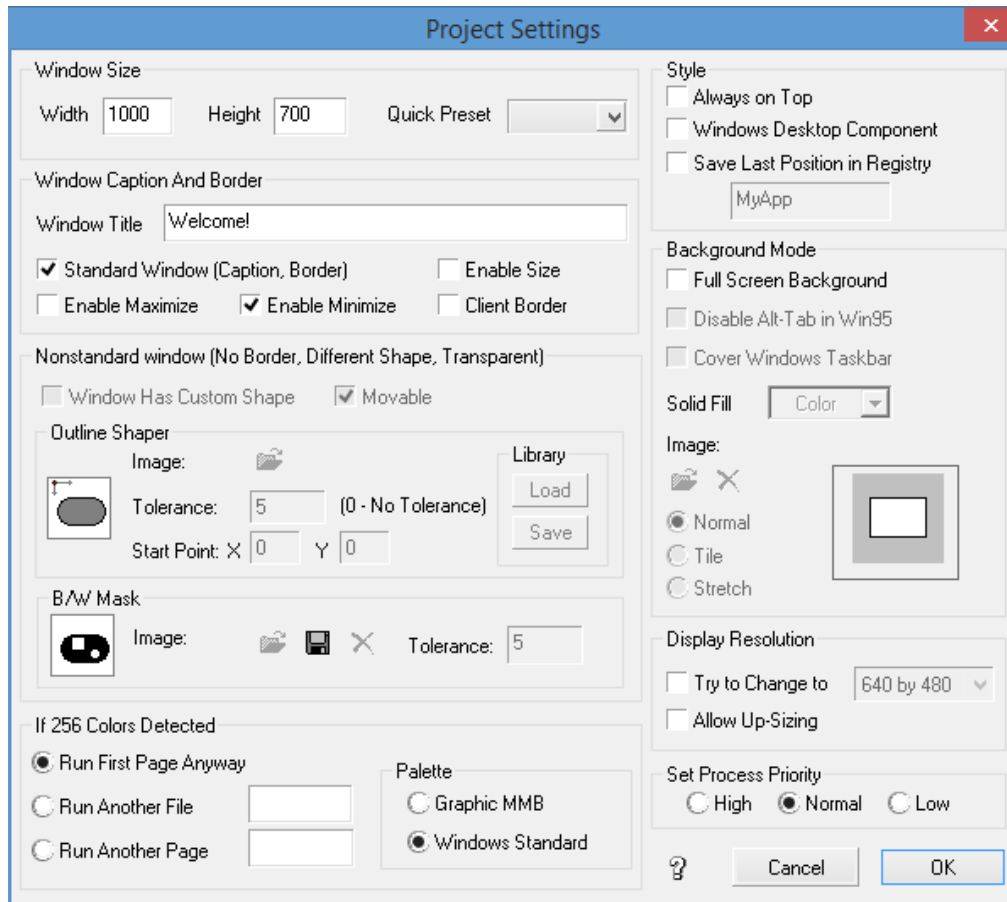 Project Settings
Window Size
Width 1000 Height 700 Quick Preset
Window Caption And Border
Window Title Welcome!
Standard Window (Caption, Border) Enable Size
Enable Maximize Enable Minimize Client Border
Nonstandard window (No Border, Different Shape, Transparent)
Window Has Custom Shape Movable
Outline Shaper
Image:
Tolerance: 5 (0 - No Tolerance)
Start Point: X 0 Y 0
Library
Load
Save
B/W Mask
Image: Tolerance: 5
If 256 Colors Detected
Run First Page Anyway
Run Another File
Run Another Page
Palette
Graphic MMB
Windows Standard
Style
Always on Top
Windows Desktop Component
Save Last Position in Registry
MyApp
Background Mode
Full Screen Background
Disable Alt-Tab in Win95
Cover Windows Taskbar
Solid Fill Color
Image:
Normal
Tile
Stretch
Display Resolution
Try to Change to 640 by 480
Allow Up-Sizing
Set Process Priority
High Normal Low
? Cancel OK